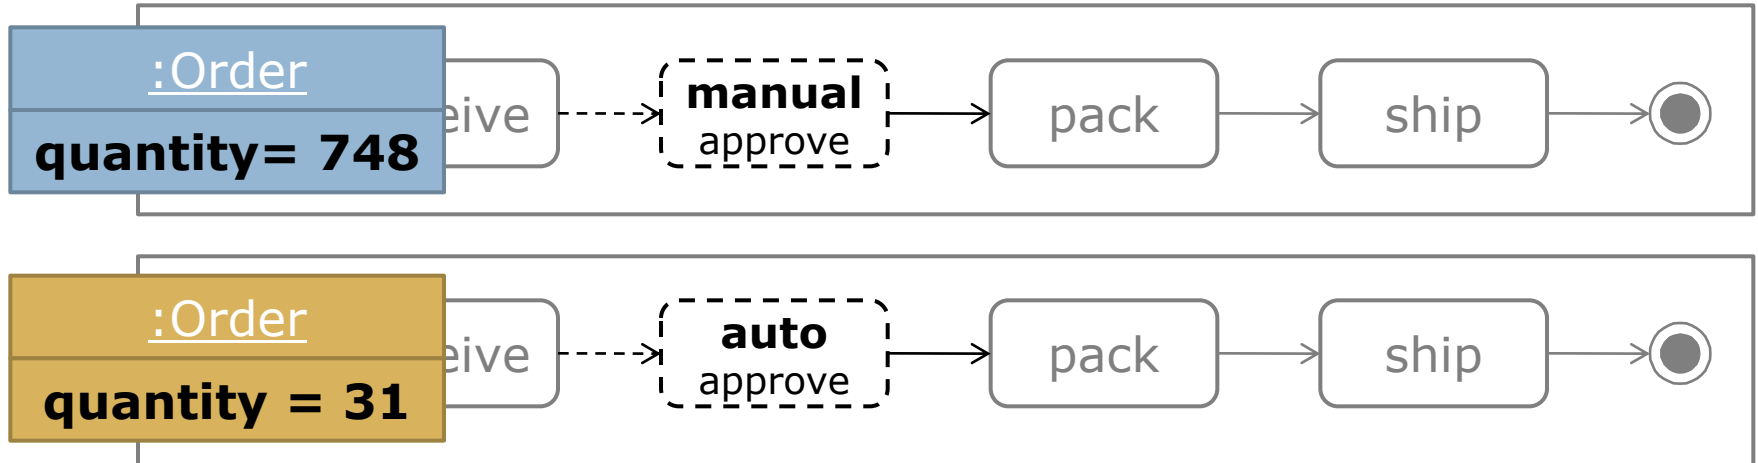 :Order
quantity= 748
eive
manual
approve
pack
ship
:Order
quantity = 31
eive
auto
approve
pack
ship